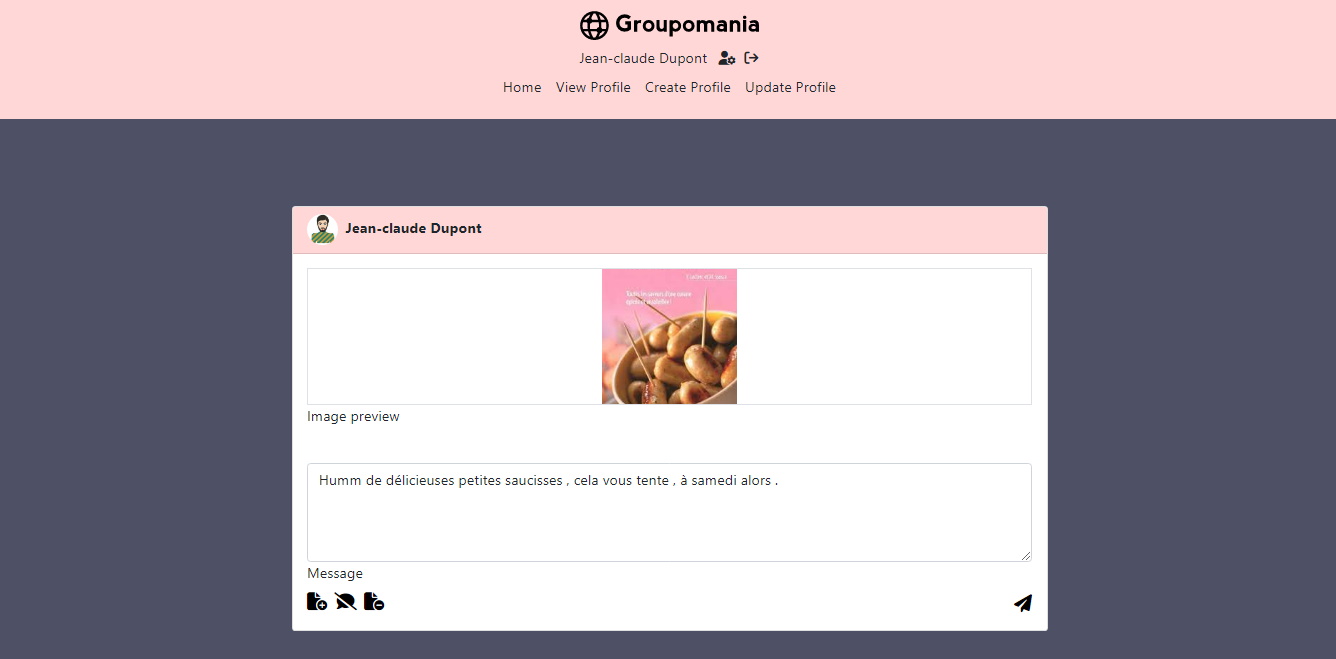 Groupomania
Jean-claude Dupont
Home View Profile Create Profile Update Profile
Jean-claude Dupont
Image preview
Humm de délicieuses petites saucisses , cela vous tente , à samedi alors .
Message